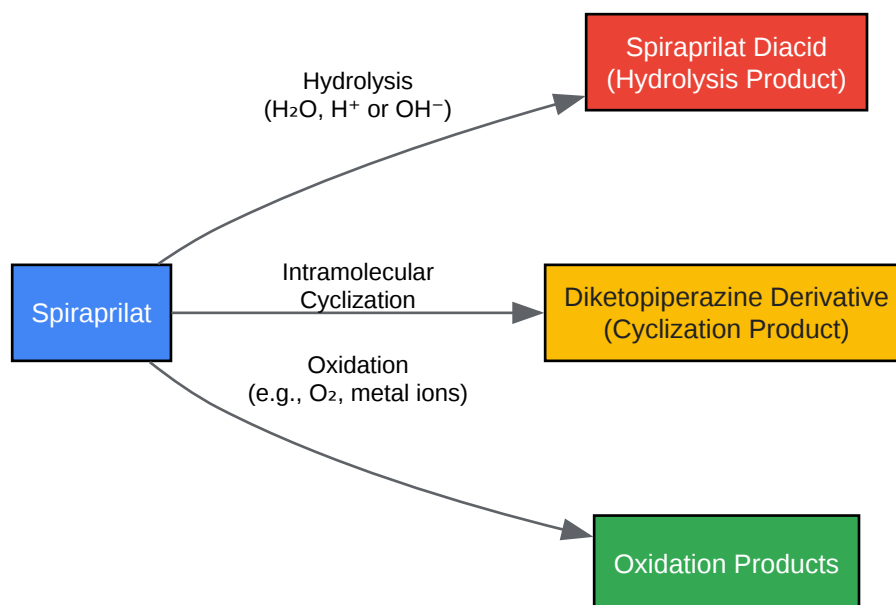 Spiraprilat Diacid
(Hydrolysis Product)
Hydrolysis
(H₂O, H⁺ or OH⁻)
Spiraprilat
Intramolecular
Cyclization
Diketopiperazine Derivative
(Cyclization Product)
Oxidation
(e.g., O₂, metal ions)
Oxidation Products